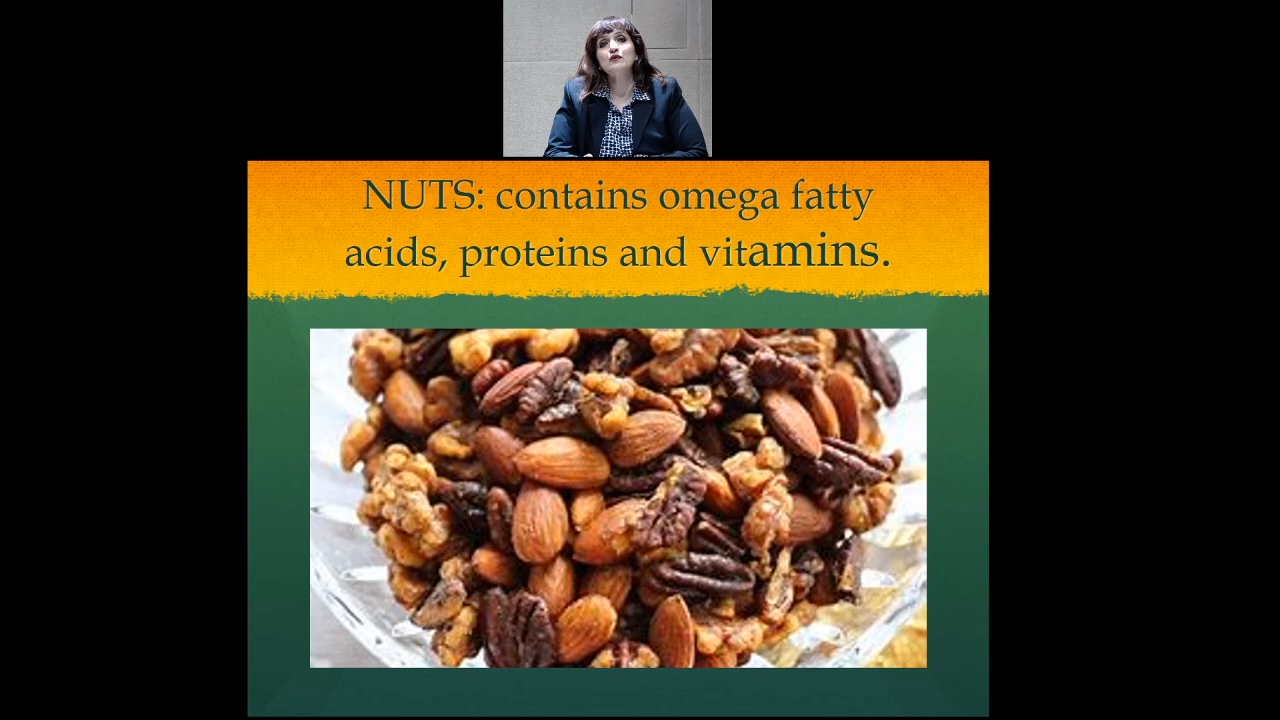 NUTS: contains omega fatty
acids, proteins and vitamins.